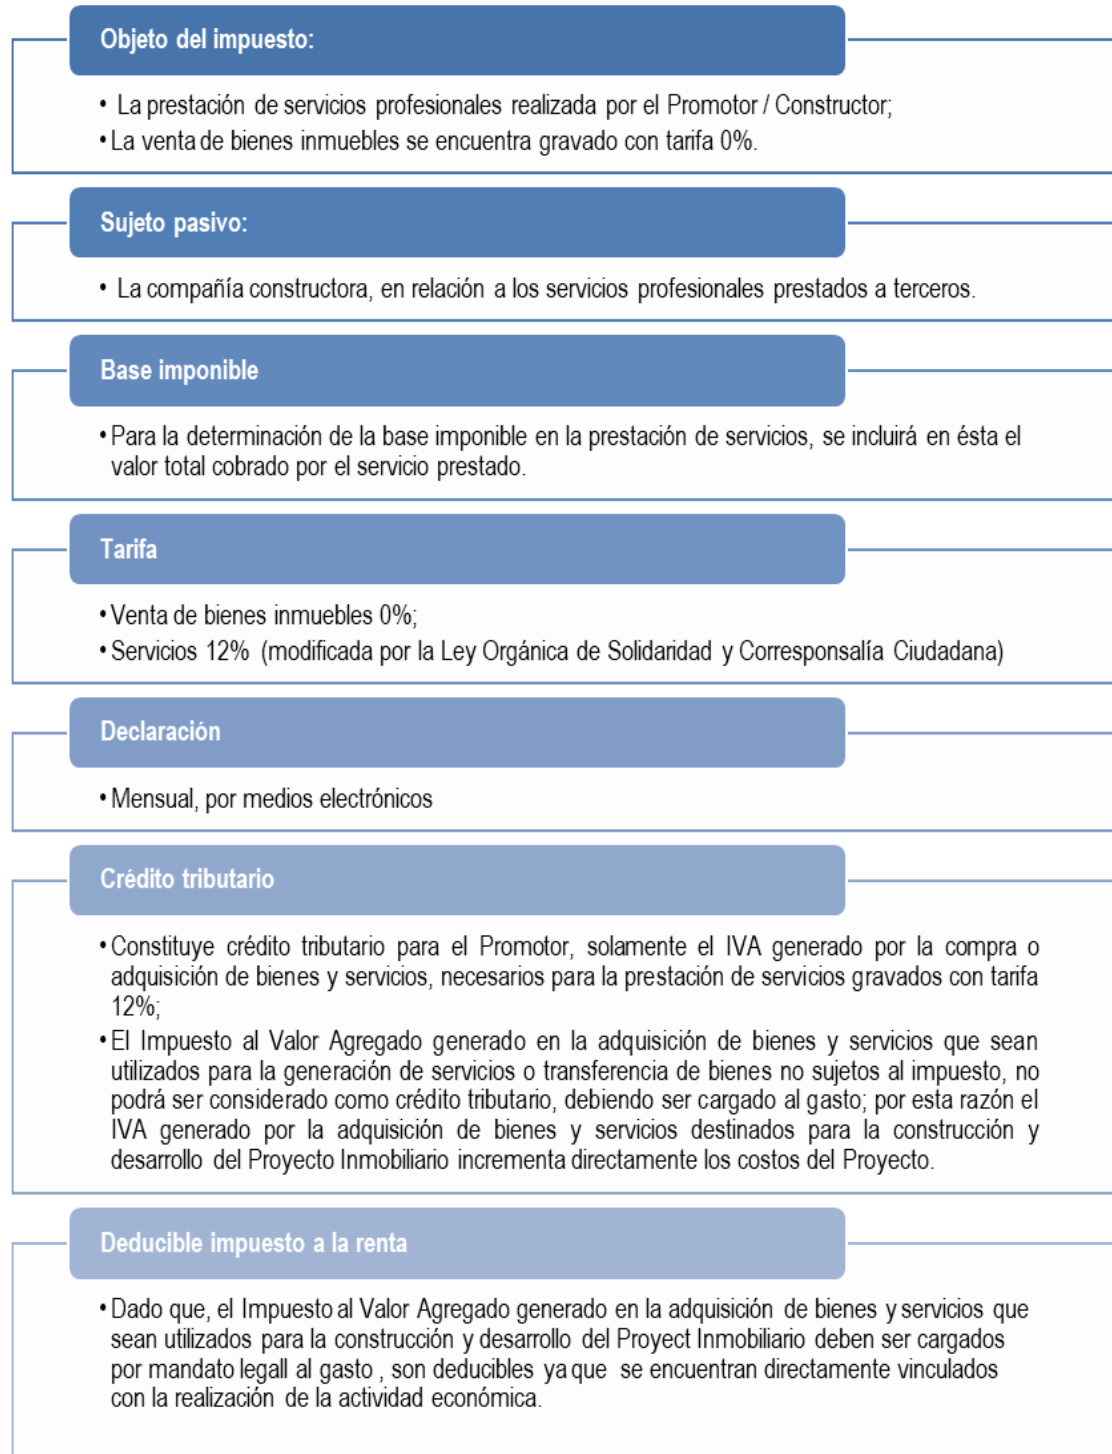 Objeto del impuesto:
• La prestación de servicios profesionales realizada por el Promotor / Constructor;
• La venta de bienes inmuebles se encuentra gravado con tarifa 0%.
Sujeto pasivo:
• La compañía constructora, en relación a los servicios profesionales prestados a terceros.
Base imponible
• Para la determinación de la base imponible en la prestación de servicios, se incluirá en ésta el
valor total cobrado por el servicio prestado.
Tarifa
• Venta de bienes inmuebles 0%;
• Servicios 12% (modificada por la Ley Orgánica de Solidaridad y Corresponsalía Ciudadana)
Declaración
• Mensual, por medios electrónicos
Crédito tributario
• Constituye crédito tributario para el Promotor, solamente el IVA generado por la compra o
adquisición de bienes y servicios, necesarios para la prestación de servicios gravados con tarifa
12%;
• El Impuesto al Valor Agregado generado en la adquisición de bienes y servicios que sean
utilizados para la generación de servicios o transferencia de bienes no sujetos al impuesto, no
podrá ser considerado como crédito tributario, debiendo ser cargado al gasto; por esta razón el
IVA generado por la adquisición de bienes y servicios destinados para la construcción y
desarrollo del Proyecto Inmobiliario incrementa directamente los costos del Proyecto.
Deducible impuesto a la renta
• Dado que, el Impuesto al Valor Agregado generado en la adquisición de bienes y servicios que
sean utilizados para la construcción y desarrollo del Proyect Inmobiliario deben ser cargados
por mandato legall al gasto , son deducibles ya que se encuentran directamente vinculados
con la realización de la actividad económica.